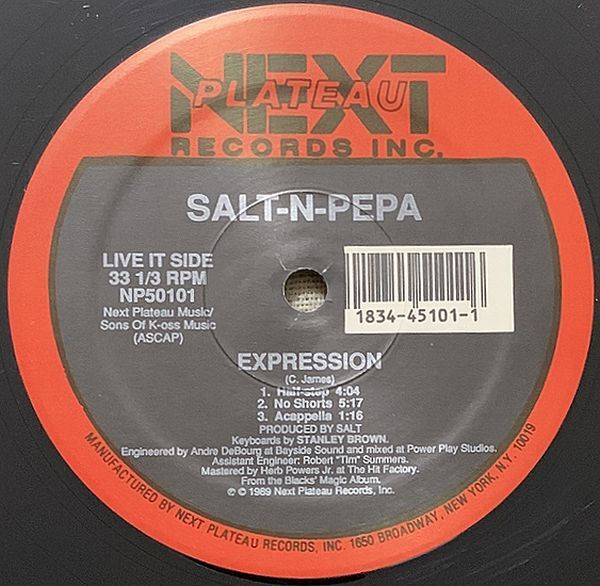 NEXT
PLATEAU
RECORDS INC.
SALT-N-PEPA
LIVE IT SIDE
33 1/3 RPM
NP50101
Next Plateau Music/
Sons Of K-oss Music
(ASCAP)
1834-45101-1
EXPRESSION
(C. James)
1. Half-step 4:04
2. No Shorts 5:17
3. Acappella 1:16
PRODUCED BY SALT
Keyboards by STANLEY BROWN.
Engineered by Andre DeBourg at Bayside Sound and mixed at Power Play Studios.
Assistant Engineer: Robert "Tim" Summers.
Mastered by Herb Powers Jr. at The Hit Factory.
From the Blacks' Magic Album.
℗ © 1989 Next Plateau Records, Inc.
MANUFACTURED BY NEXT PLATEAU RECORDS, INC. 1650 BROADWAY, NEW YORK, N.Y. 10019